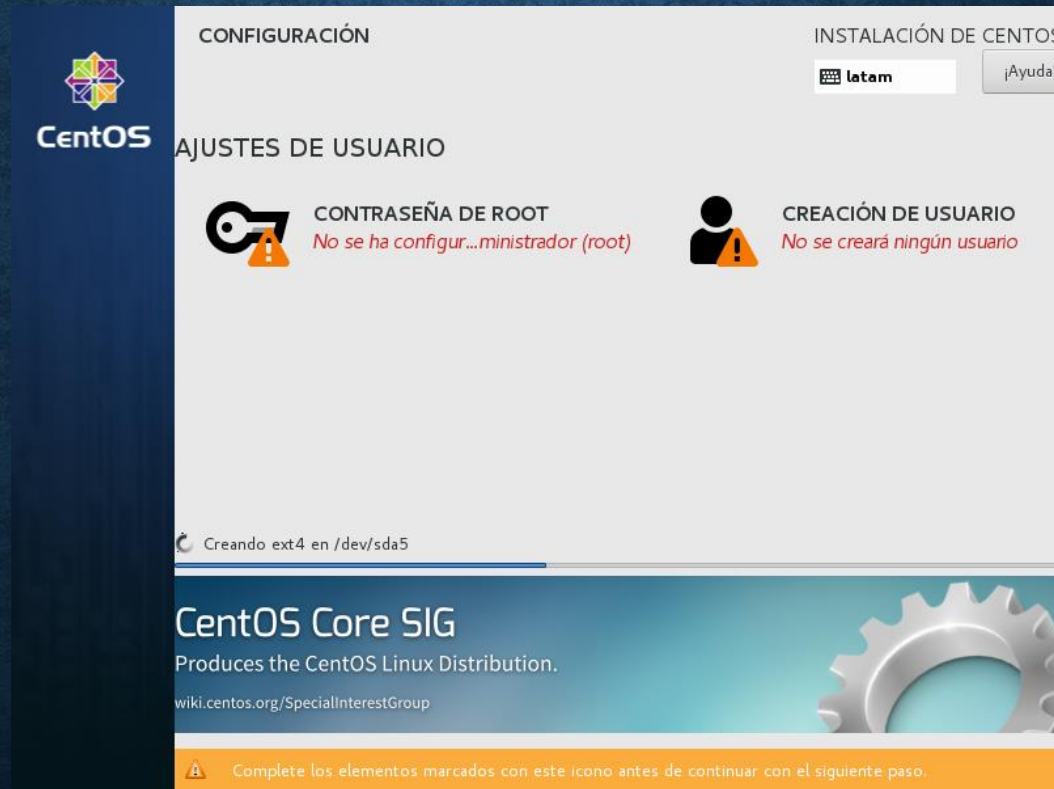 CONFIGURACIÓN
INSTALACIÓN DE CENTOS
latam
¡Ayuda
CentOS
AJUSTES DE USUARIO
CONTRASEÑA DE ROOT
No se ha configur...ministrador (root)
CREACIÓN DE USUARIO
No se creará ningún usuario
Creando ext4 en /dev/sda5
CentOS Core SIG
Produces the CentOS Linux Distribution.
wiki.centos.org/SpecialInterestGroup
Complete los elementos marcados con este icono antes de continuar con el siguiente paso.